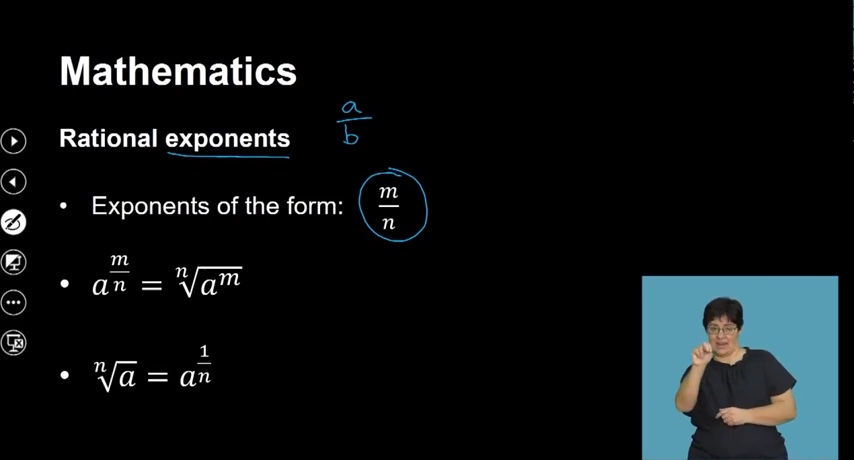 Mathematics
Rational exponents a/b
• Exponents of the form: m/n
• a^(m/n) = ⁿ√(a^m)
• ⁿ√a = a^(1/n)